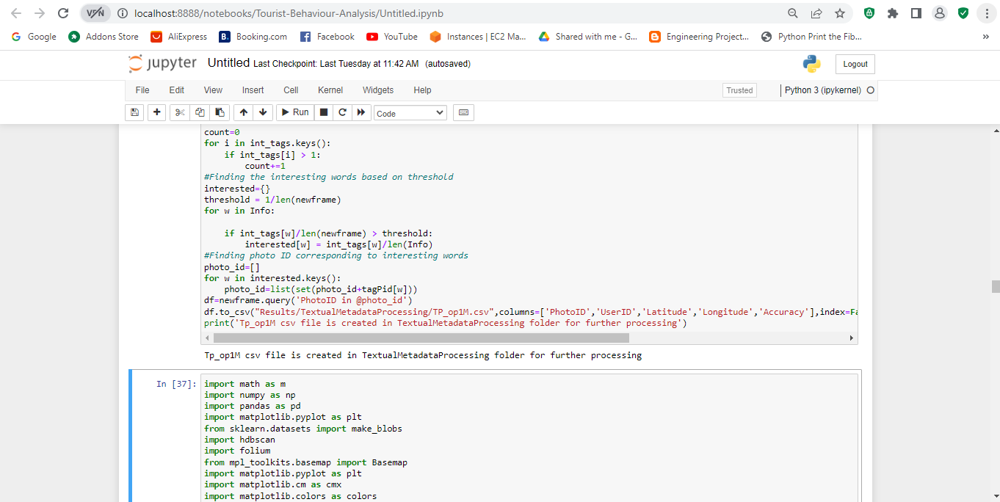 VPN localhost:8888/notebooks/Tourist-Behaviour-Analysis/Untitled.ipynb
Google Addons Store AliExpress Booking.com Facebook YouTube Instances | EC2 Ma... Shared with me - G... Engineering Project... Python Print the Fib... »
jupyter Untitled Last Checkpoint: Last Tuesday at 11:42 AM (autosaved) Logout
File Edit View Insert Cell Kernel Widgets Help Trusted Python 3 (ipykernel)
Run Code
count=0
for i in int_tags.keys():
    if int_tags[i] > 1:
        count+=1
#Finding the interesting words based on threshold
interested={}
threshold = 1/len(newframe)
for w in Info:
    if int_tags[w]/len(newframe) > threshold:
        interested[w] = int_tags[w]/len(Info)
#Finding photo ID corresponding to interesting words
photo_id=[]
for w in interested.keys():
    photo_id=list(set(photo_id+tagPid[w]))
df=newframe.query('PhotoID in @photo_id')
df.to_csv("Results/TextualMetadataProcessing/TP_op1M.csv",columns=['PhotoID','UserID','Latitude','Longitude','Accuracy'],index=Fa
print('Tp_op1M csv file is created in TextualMetadataProcessing folder for further processing')
Tp_op1M csv file is created in TextualMetadataProcessing folder for further processing
In [37]: import math as m
import numpy as np
import pandas as pd
import matplotlib.pyplot as plt
from sklearn.datasets import make_blobs
import hdbscan
import folium
from mpl_toolkits.basemap import Basemap
import matplotlib.pyplot as plt
import matplotlib.cm as cmx
import matplotlib.colors as colors